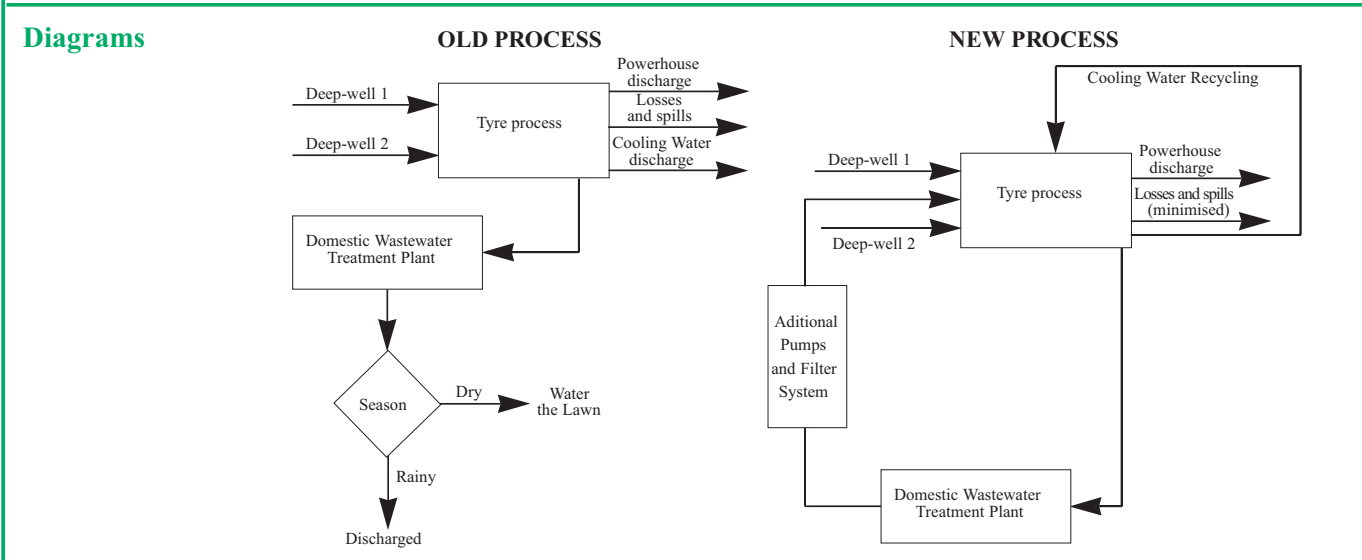 Diagrams
OLD PROCESS
Powerhouse
discharge
Deep-well 1
Losses
and spills
Tyre process
Deep-well 2
Cooling Water
discharge
Domestic Wastewater
Treatment Plant
Season
Dry
Water
the Lawn
Rainy
Discharged
NEW PROCESS
Cooling Water Recycling
Deep-well 1
Powerhouse
discharge
Tyre process
Losses and spills
(minimised)
Deep-well 2
Aditional
Pumps
and Filter
System
Domestic Wastewater
Treatment Plant